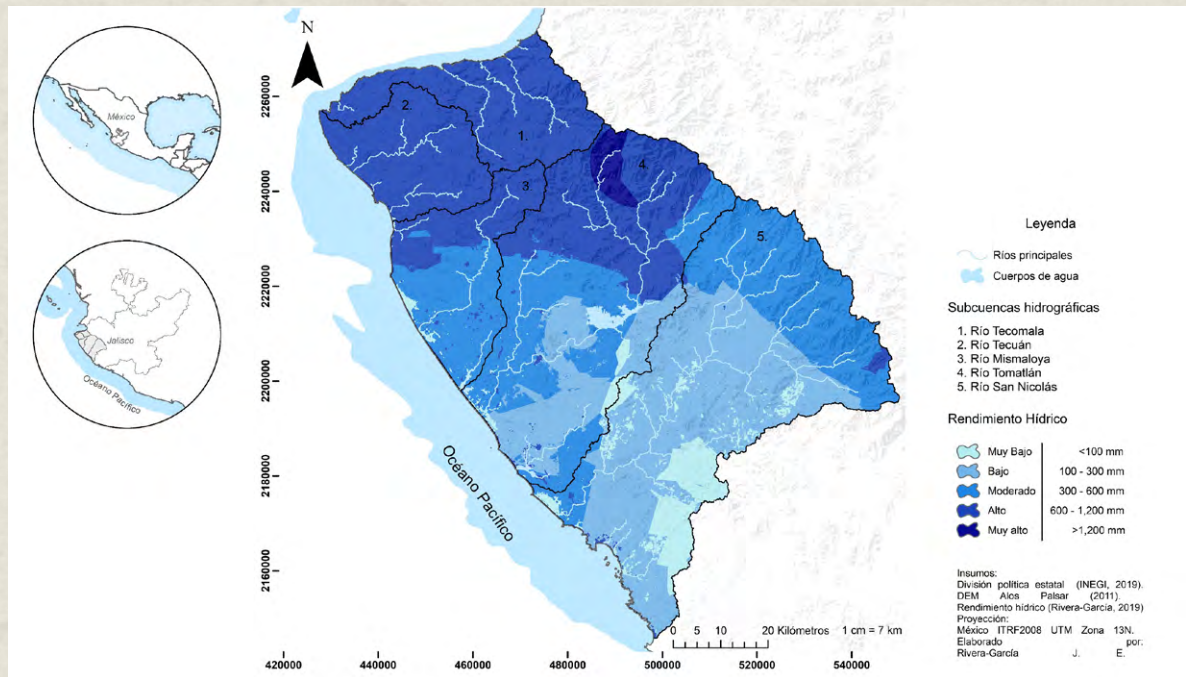 México
Jalisco
Océano Pacífico
N
2260000
2240000
2220000
2200000
2180000
2160000
2.
1.
3.
4.
5.
Océano Pacífico
0 5 10 20 Kilómetros 1 cm = 7 km
420000 440000 460000 480000 500000 520000 540000
Leyenda
Ríos principales
Cuerpos de agua
Subcuencas hidrográficas
1. Río Tecomala
2. Río Tecuán
3. Río Mismaloya
4. Río Tomatlán
5. Río San Nicolás
Rendimiento Hídrico
Muy Bajo <100 mm
Bajo 100 - 300 mm
Moderado 300 - 600 mm
Alto 600 - 1,200 mm
Muy alto >1,200 mm
Insumos:
División política estatal (INEGI, 2019).
DEM Alos Palsar (2011).
Rendimiento hídrico (Rivera-García, 2019)
Proyección:
México ITRF2008 UTM Zona 13N.
Elaborado por:
Rivera-García J. E.